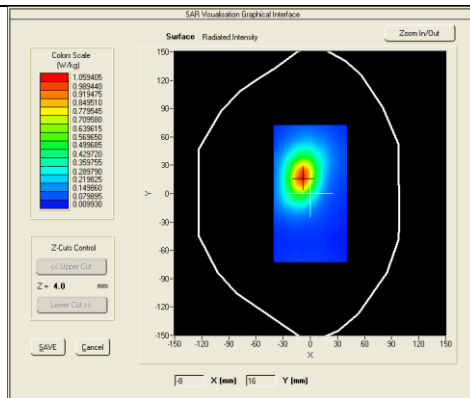 SAR Visualisation Graphical Interface
Surface Radiated Intensity
Zoom In/Out
Colors Scale
(W/kg)
1.059405
0.989440
0.919475
0.849510
0.779545
0.709580
0.639615
0.569650
0.499685
0.429720
0.359755
0.289790
0.219825
0.149860
0.079895
0.009930
Z-Cuts Control
<< Upper Cut
Z = 4.0 mm
Lower Cut >>
SAVE Cancel
150
120
90
60
30
0
-30
-60
-90
-120
-150
Y
-150 -120 -90 -60 -30 0 30 60 90 120 150
X
-8 X (mm) 16 Y (mm)